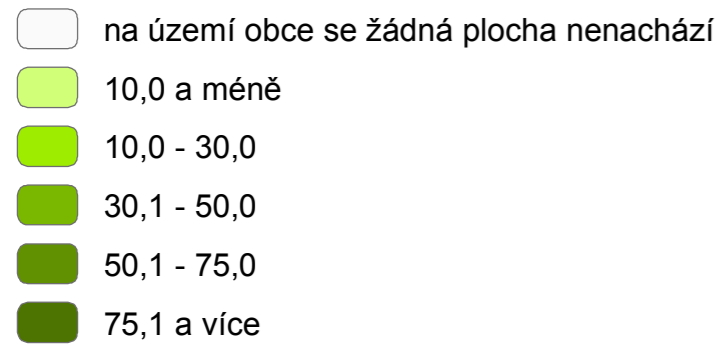 na území obce se žádná plocha nenachází
10,0 a méně
10,0 - 30,0
30,1 - 50,0
50,1 - 75,0
75,1 a více